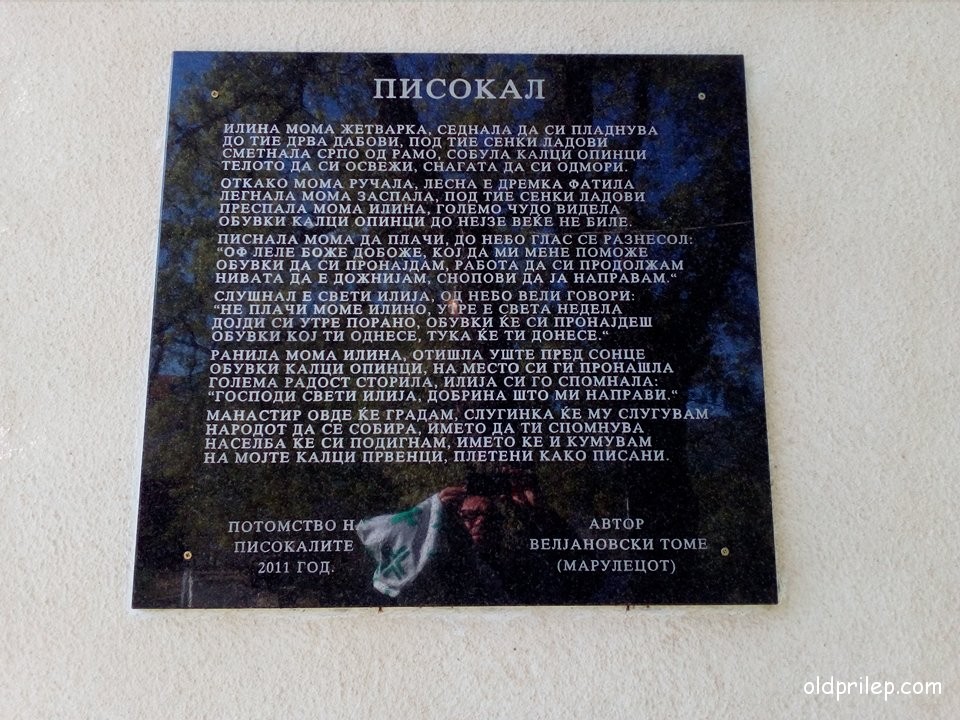 ПИСОКАЛ
ИЛИНА МОМА ЖЕТВАРКА, СЕДНАЛА ДА СИ ПЛАДНУВА
ДО ТИЕ ДРВА ДАБОВИ, ПОД ТИЕ СЕНКИ ЛАДОВИ
СМЕТНАЛА СРПО ОД РАМО, СОБУЛА КАЛЦИ ОПИНЦИ
ТЕЛОТО ДА СИ ОСВЕЖИ, СНАГАТА ДА СИ ОДМОРИ.
ОТКАКО МОМА РУЧАЛА, ЛЕСНА Е ДРЕМКА ФАТИЛА
ЛЕГНАЛА МОМА ЗАСПАЛА, ПОД ТИЕ СЕНКИ ЛАДОВИ
ПРЕСПАЛА МОМА ИЛИНА, ГОЛЕМО ЧУДО ВИДЕЛА
ОБУВКИ КАЛЦИ ОПИНЦИ ДО НЕЈЗЕ ВЕЌЕ НЕ БИЛЕ.
ПИСНАЛА МОМА ДА ПЛАЧИ, ДО НЕБО ГЛАС СЕ РАЗНЕСОЛ:
“ОФ ЛЕЛЕ БОЖЕ ДОБОЖЕ, КОЈ ДА МИ МЕНЕ ПОМОЖЕ
ОБУВКИ ДА СИ ПРОНАЈДАМ, РАБОТА ДА СИ ПРОДОЛЖАМ
НИВАТА ДА Е ДОЖНИЈАМ, СНОПОВИ ДА ЈА НАПРАВАМ.“
СЛУШНАЛ Е СВЕТИ ИЛИЈА, ОД НЕБО ВЕЛИ ГОВОРИ:
“НЕ ПЛАЧИ МОМЕ ИЛИНО, УТРЕ Е СВЕТА НЕДЕЛА
ДОЈДИ СИ УТРЕ ПОРАНО, ОБУВКИ ЌЕ СИ ПРОНАЈДЕШ
ОБУВКИ КОЈ ТИ ОДНЕСЕ, ТУКА ЌЕ ТИ ДОНЕСЕ.“
РАНИЛА МОМА ИЛИНА, ОТИШЛА УШТЕ ПРЕД СОНЦЕ
ОБУВКИ КАЛЦИ ОПИНЦИ, НА МЕСТО СИ ГИ ПРОНАШЛА
ГОЛЕМА РАДОСТ СТОРИЛА, ИЛИЈА СИ ГО СПОМНАЛА:
“ГОСПОДИ СВЕТИ ИЛИЈА, ДОБРИНА ШТО МИ НАПРАВИ.“
МАНАСТИР ОВДЕ ЌЕ ГРАДАМ, СЛУГИНКА ЌЕ МУ СЛУГУВАМ
НАРОДОТ ДА СЕ СОБИРА, ИМЕТО ДА ТИ СПОМНУВА
НАСЕЛБА КЕ СИ ПОДИГНАМ, ИМЕТО КЕ И КУМУВАМ
НА МОЈТЕ КАЛЦИ ПРВЕНЦИ, ПЛЕТЕНИ КАКО ПИСАНИ.
ПОТОМСТВО НА
ПИСОКАЛИТЕ
2011 ГОД.
АВТОР
ВЕЛЈАНОВСКИ ТОМЕ
(МАРУЛЕЦОТ)
oldprilep.com